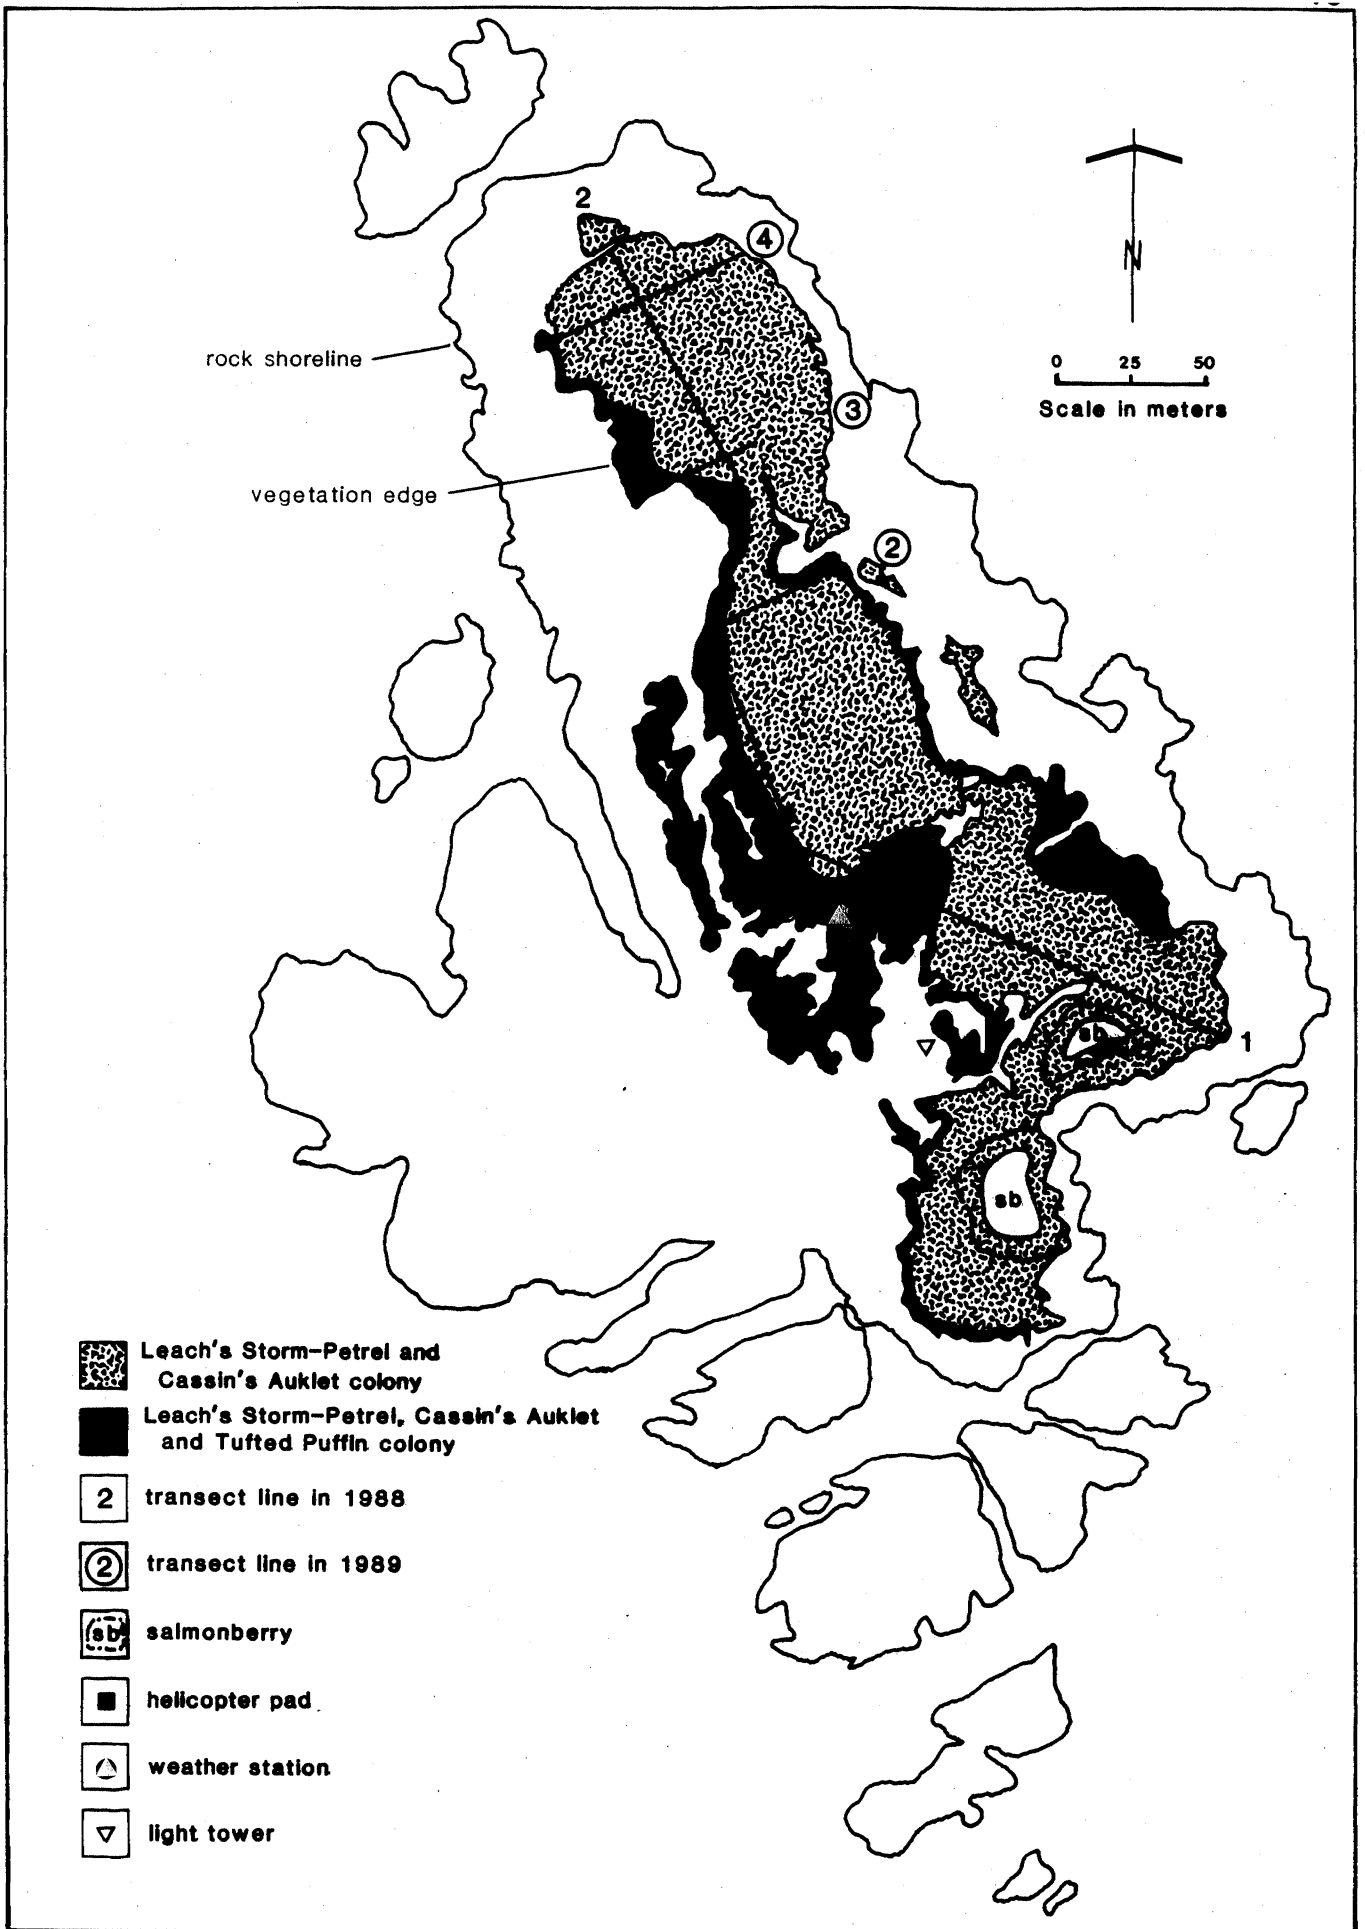 2
4
N
0 25 50
Scale in meters
rock shoreline
3
vegetation edge
2
sb
1
sb
Leach's Storm-Petrel and
Cassin's Auklet colony
Leach's Storm-Petrel, Cassin's Auklet
and Tufted Puffin colony
2 transect line in 1988
2 transect line in 1989
sb salmonberry
helicopter pad
weather station
light tower